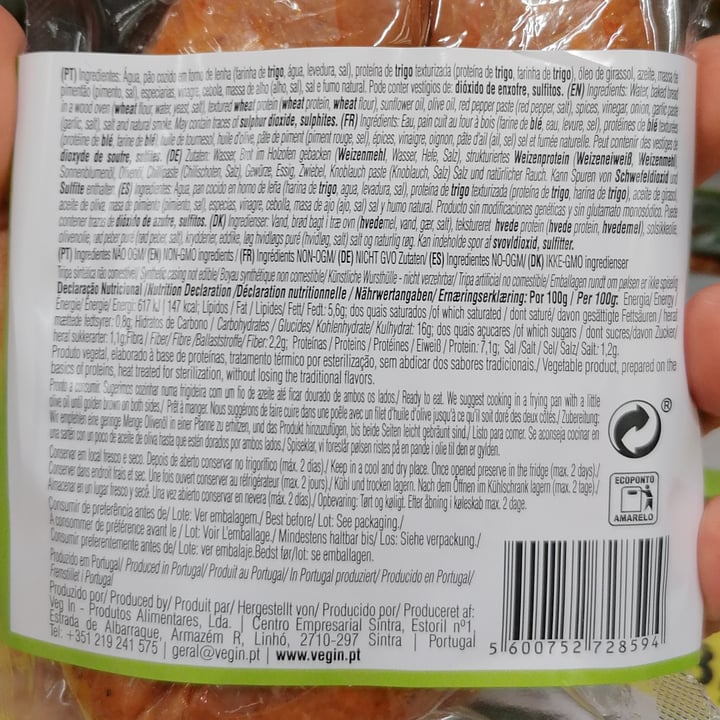 (PT) Ingredientes: Água, pão cozido em forno de lenha (farinha de trigo, água, levedura, sal), proteína de trigo texturizada (proteína de trigo, farinha de trigo), óleo de girassol, azeite, massa de
pimentão (pimento, sal), especiarias, vinagre, cebola, massa de alho (alho, sal), sal e fumo natural. Pode conter vestígios de: dióxido de enxofre, sulfitos. (EN) Ingredients: Water, baked bread
in a wood oven (wheat flour, water, yeast, salt), textured wheat protein (wheat protein, wheat flour), sunflower oil, olive oil, red pepper paste (red pepper, salt), spices, vinegar, onion, garlic paste
(garlic, salt), salt and natural smoke. May contain traces of sulphur dioxide, sulphites. (FR) Ingrédients: Eau, pain cuit au four à bois (farine de blé, eau, levure, sel), protéines de blé texturées
(protéine de blé, farine de blé), huile de tournesol, huile d'olive, pâte de piment (piment rouge, sel), épices, vinaigre, oignon, pâte d'ail (ail, sel) sel et fumée naturelle. Peut contenir des vestiges de
dioxyde de soufre, sulfites. (DE) Zutaten: Wasser, Brot im Holzofen gebacken (Weizenmehl, Wasser, Hefe, Salz), strukturiertes Weizenprotein (Weizeneiweiß, Weizenmehl),
Sonnenblumenöl, Olivenöl, Chillipaste (Chilischoten, Salz), Gewürze, Essig, Zwiebel, Knoblauch paste (Knoblauch, Salz) Salz und natürlicher Rauch. Kann Spuren von Schwefeldioxid und
Sulfite enthalten (ES) Ingredientes: Água, pan cocido en horno de leña (harina de trigo, agua, levadura, sal), proteína de trigo texturizada (proteína de trigo, harina de trigo), aceite de girasol,
aceite de oliva, masa de pimento (pimento, sal), especias, vinagre, cebolla, masa de ajo (ajo, sal) sal y humo natural. Producto sin modificaciones genéticas y sin glutamato monosódico. Puede
contener trazas de dióxido de azufre, sulfitos. (DK) Ingredienser: Vand, brød bagt i træ ovn (hvedemel, vand, gær, salt), tekstureret hvede protein (hvede protein, hvedemel), solsikkeolie,
olivenolie, rød peber puré (rød peber, salt), krydderier, eddike, løg hvidløgs puré (hvidløg, salt) salt og naturlig røg. Kan indeholde spor af svovldioxid, sulfitter.
(PT) Ingredientes NÃO OGM/ (EN) NON-GMO ingredients / (FR) Ingrédients NON-OGM/ (DE) NICHT GVO Zutaten/ (ES) Ingredientes NO-OGM/ (DK) IKKE-GMO ingredienser
Tripa sintética não comestível/ Synthetic casing not edible/ Boyau synthétique non comestible/ Künstliche Wursthülle - nicht verzehrbar/ Tripa artificial no comestible/ Emballagen rundt om pølsen er ikke spiselig
Declaração Nutricional /Nutrition Declaration /Déclaration nutritionnelle / Nährwertangaben/ Ernæringserklæring: Por 100g / Per 100g: Energia/ Energy /
Energie/ Energie/ Energi: 617 kJ | 147 kcal; Lípidos / Fat / Lipides/ Fett/ Fedt: 5,6g; dos quais saturados /of which saturated / dont saturé/ davon gesättigte Fettsäuren / heraf
mættede fedtsyrer: 0,8g; Hidratos de Carbono / Carbohydrates / Glucides/ Kohlenhydrate/ Kulhydrat: 16g; dos quais açucares /of which sugars / dont sucres/davon Zucker/
heraf sukkerarter: 1,1g; Fibra / Fiber/ Fibre /Ballaststoffe/ Fiber: 2,2g; Proteínas / Proteins / Protéines / Eiweiß / Protein: 7,1g; Sal /Salt / Sel/ Salz/ Salt: 1,2g.
Produto vegetal, elaborado à base de proteínas, tratamento térmico por esterilização, sem abdicar dos sabores tradicionais./ Vegetable product, prepared on the
basics of proteins, heat treated for sterilization, without losing the traditional flavors.
Pronto a consumir. Sugerimos cozinhar numa frigideira com um fio de azeite até ficar dourado de ambos os lados./ Ready to eat. We suggest cooking in a frying pan with a little
olive oil until golden brown on both sides./ Prêt à manger. Nous suggérons de faire cuire dans une poêle avec un filet d'huile d'olive jusqu'à ce qu'il soit doré des deux côtés./ Zubereitung:
Wir empfehlen eine geringe Menge Olivenöl in einer Pfanne zu erhitzen, und das Produkt hinzuzufügen, bis beide Seiten leicht gebräunt sind./ Listo para comer. Se aconseja cocinar en
una sarten con un poco de aceite de oliva hasta que estén dorados por ambos lados./ Spiseklar, vi foreslår pølsen ristes på en pande i olie til den er gylden.
Conservar em local fresco e seco. Depois de aberto conservar no frigorífico (máx. 2 dias)./ Keep in a cool and dry place. Once opened preserve in the fridge (max. 2 days)./
Conserver dans endroit frais et sec. Une fois ouvert conserver au réfrigérateur (max. 2 jours)./ Kühl und trocken lagern. Nach dem Öffnen im Kühlschrank lagern (max. 2 tage)./
Almacenar en un lugar fresco y seco. Una vez abierto conservar en nevera (máx. 2 días)./ Opbevaring: Tørt og køligt. Efter åbning i køleskab max. 2 dage.
Consumir de preferência antes de/ Lote: Ver embalagem./ Best before/ Lot: See packaging./
A consommer de préférence avant le / Lot: Voir L'emballage./ Mindestens haltbar bis/ Los: Siehe verpackung./
Consumir preferentemente antes de/ Lote: ver embalaje.Bedst før/lot: se emballagen.
Produzido em Portugal/ Produced in Portugal/ Produit au Portugal/ In Portugal produziert/ Producido en Portugal/
Fremstillet i Portugal
Produzido por/ Produced by/ Produit par/ Hergestellt von/ Producido por/ Produceret af:
Veg In - Produtos Alimentares, Lda. | Centro Empresarial Sintra, Estoril nº1,
Estrada de Albarraque, Armazém R, Linhó, 2710-297 Sintra | Portugal
Tel: +351 219 241 575 | geral@vegin.pt | www.vegin.pt
®
ECOPONTO
AMARELO
5 600752 728594